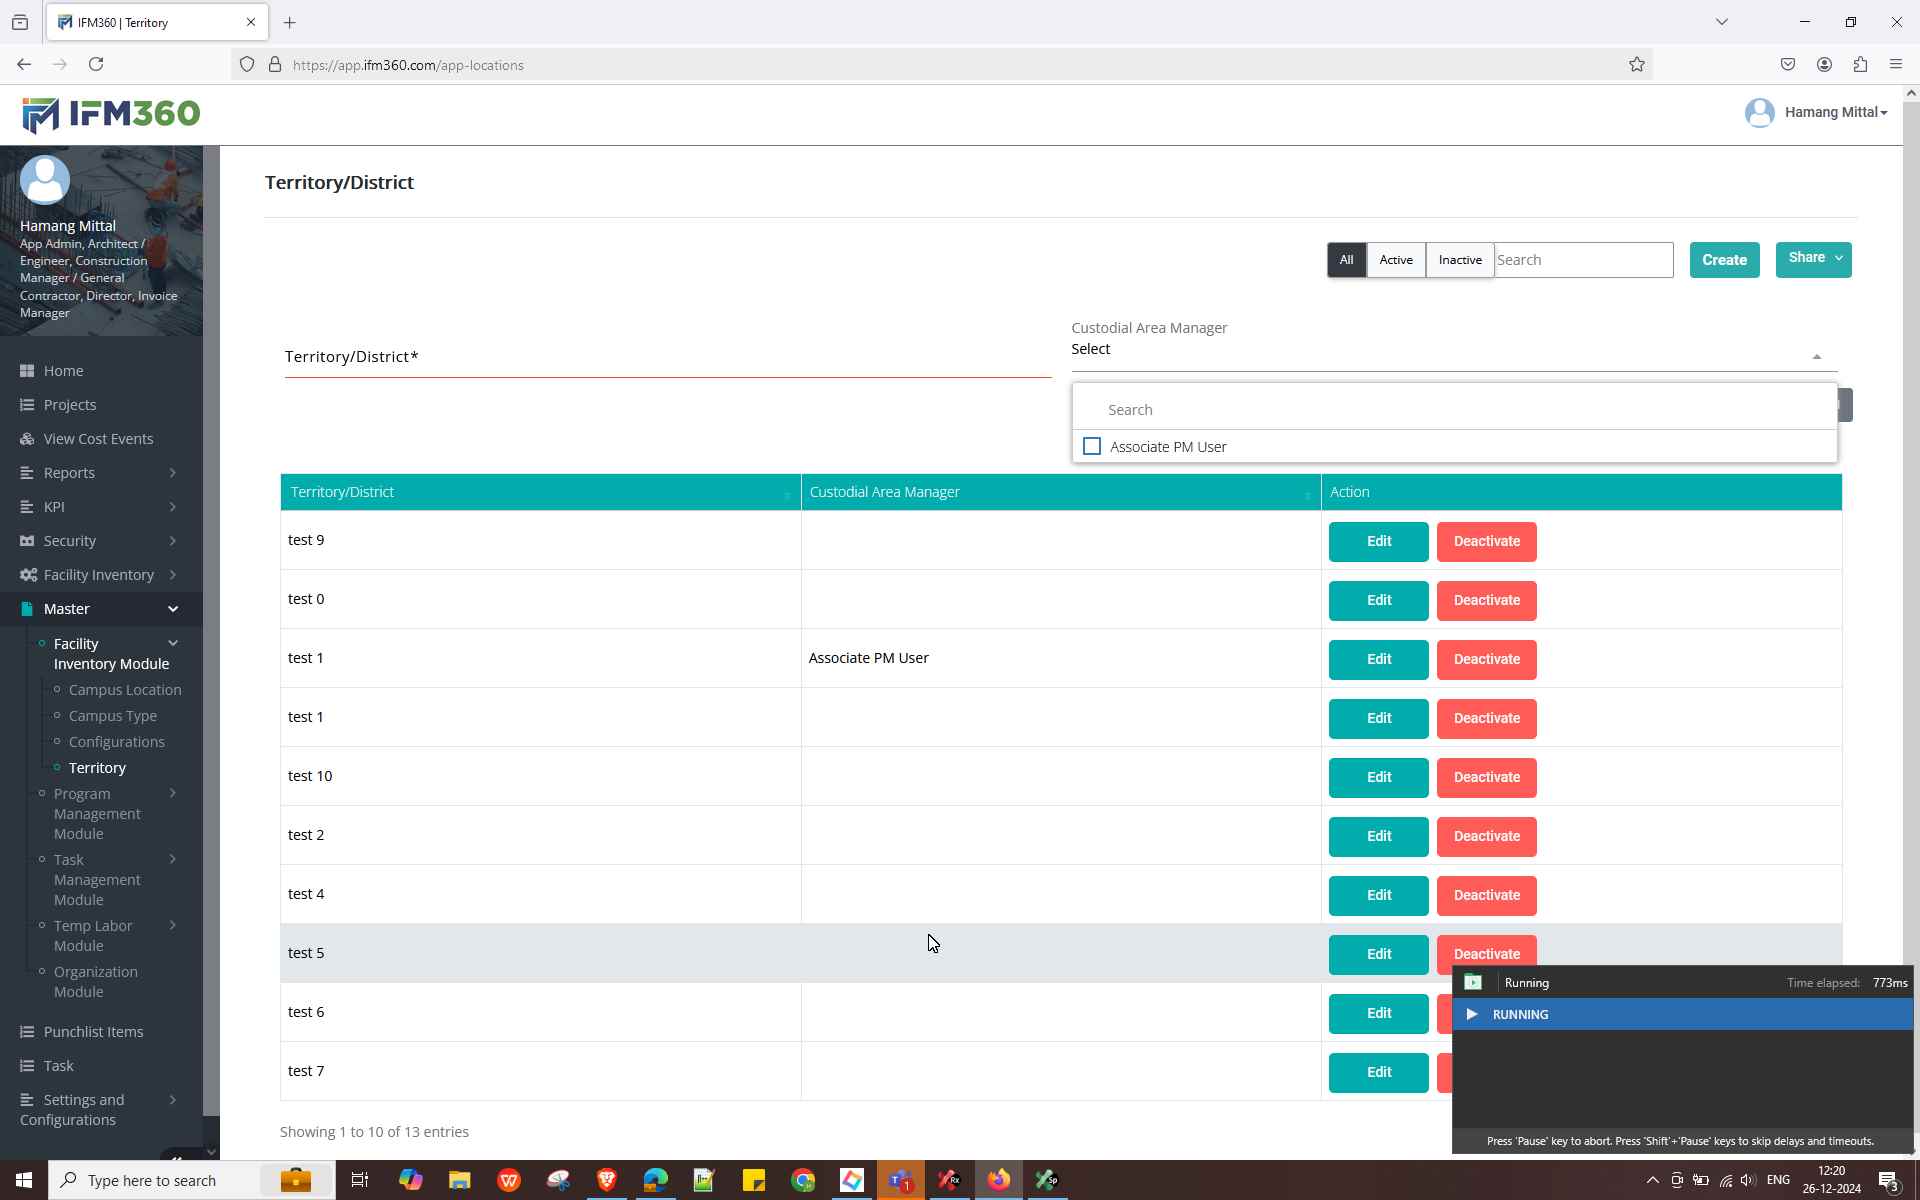 IFM360 | Territory
https://app.ifm360.com/app-locations
IFM360
Hamang Mittal
Hamang Mittal
App Admin, Architect /
Engineer, Construction
Manager / General
Contractor, Director, Invoice
Manager
Home
Projects
View Cost Events
Reports
KPI
Security
Facility Inventory
Master
Facility
Inventory Module
Campus Location
Campus Type
Configurations
Territory
Program
Management
Module
Task
Management
Module
Temp Labor
Module
Organization
Module
Punchlist Items
Task
Settings and
Configurations
Territory/District
All
Active
Inactive
Search
Create
Share
Territory/District*
Custodial Area Manager
Select
Search
Associate PM User
Territory/District
Custodial Area Manager
Action
test 9
Edit
Deactivate
test 0
Edit
Deactivate
test 1
Associate PM User
Edit
Deactivate
test 1
Edit
Deactivate
test 10
Edit
Deactivate
test 2
Edit
Deactivate
test 4
Edit
Deactivate
test 5
Edit
Deactivate
test 6
Edit
test 7
Edit
Showing 1 to 10 of 13 entries
Running
Time elapsed: 773ms
RUNNING
Press 'Pause' key to abort. Press 'Shift'+'Pause' keys to skip delays and timeouts.
Type here to search
ENG
12:20
26-12-2024